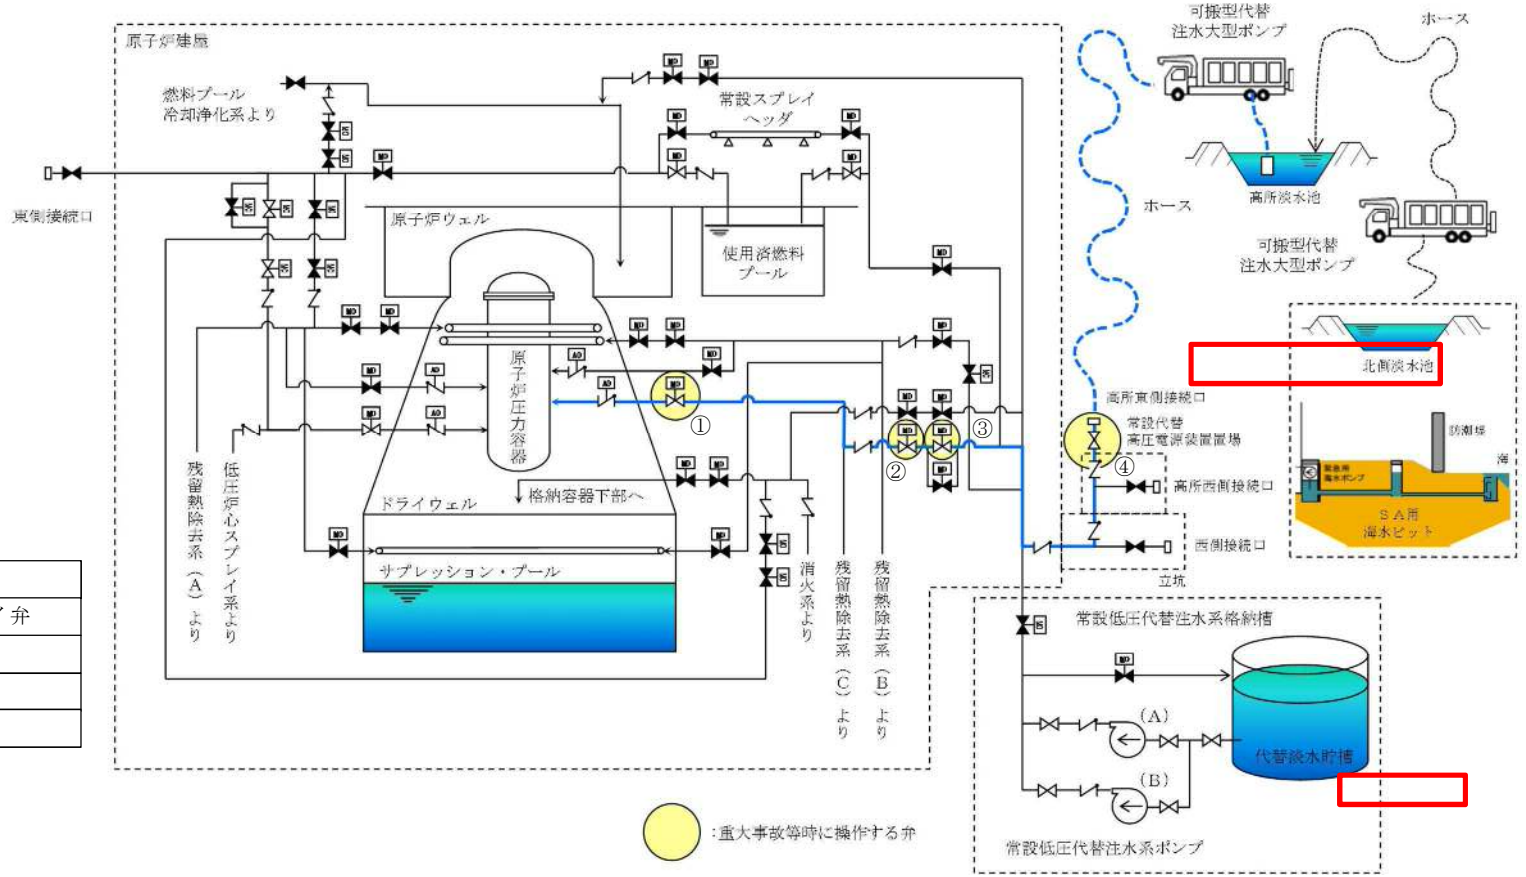 可搬型代替
注水大型ポンプ
ホース
原子炉建屋
燃料プール
冷却浄化系より
常設スプレイ
ヘッダ
高所淡水池
ホース
可搬型代替
注水大型ポンプ
東側接続口
原子炉ウェル
使用済燃料
プール
原子炉圧力容器
北側淡水池
高所東側接続口
常設代替
高圧電源装置置場
防潮堤
海
緊急用
海水ポンプ
SA用
海水ピット
①
②
③
④
高所西側接続口
西側接続口
立坑
格納容器下部へ
ドライウェル
サプレッション・プール
残留熱除去系(A)より
低圧炉心スプレイ系より
消火系より
残留熱除去系(C)より
残留熱除去系(B)より
弁
常設低圧代替注水系格納槽
(A)
(B)
代替淡水貯槽
常設低圧代替注水系ポンプ
:重大事故等時に操作する弁